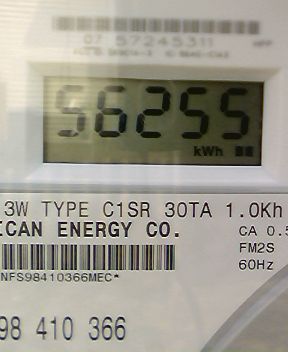 07 57245311
56255
kWh
3W TYPE C1SR 30TA 1.0Kh
ICAN ENERGY CO.
CA 0.5
FM2S
60Hz
NFS98410366MEC*
98 410 366